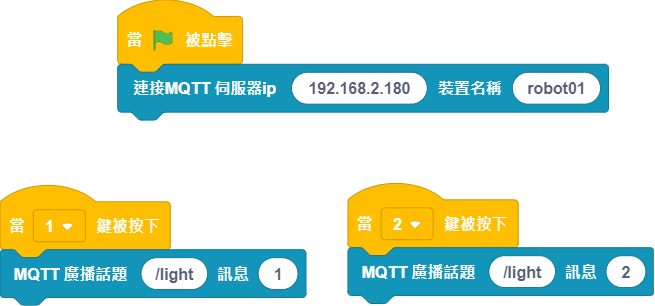 當 被點擊
連接MQTT 伺服器ip 192.168.2.180 裝置名稱 robot01
當 1 鍵被按下
MQTT 廣播話題 /light 訊息 1
當 2 鍵被按下
MQTT 廣播話題 /light 訊息 2